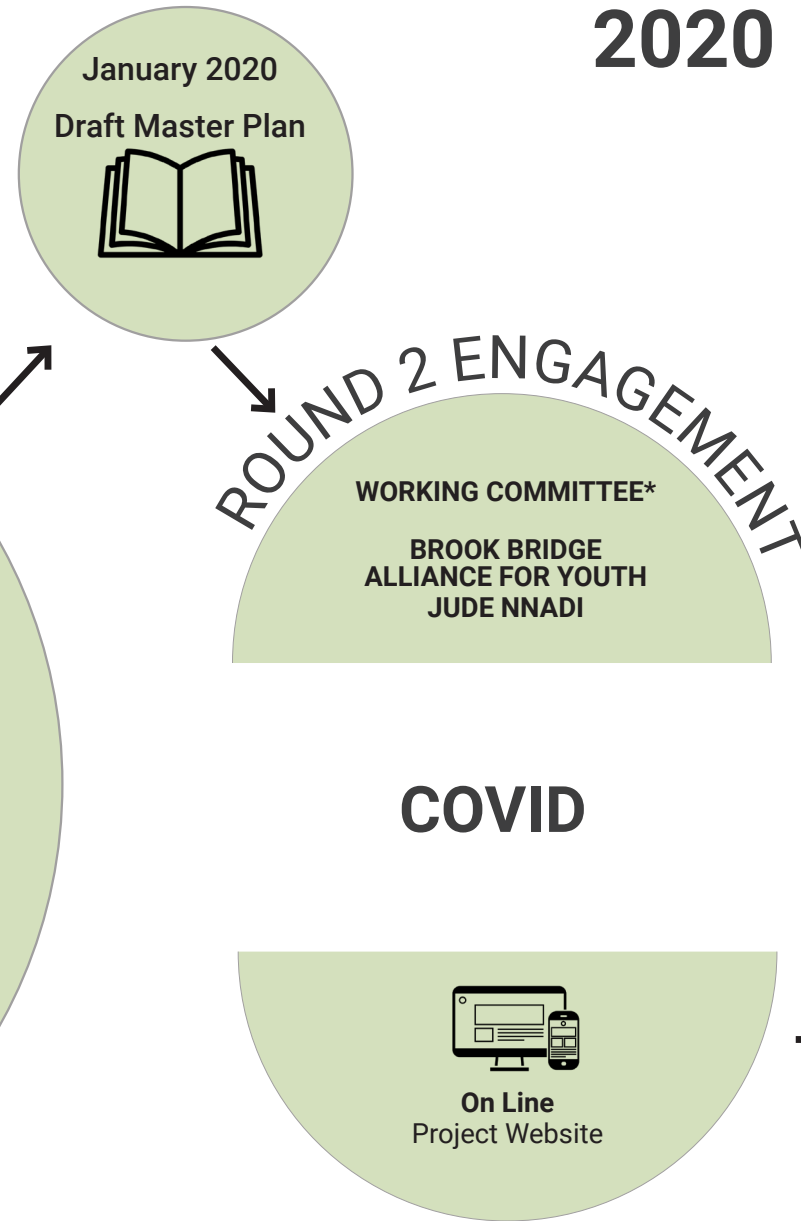 2020
January 2020
Draft Master Plan
ROUND 2 ENGAGEMENT
WORKING COMMITTEE*
BROOK BRIDGE
ALLIANCE FOR YOUTH
JUDE NNADI
COVID
On Line
Project Website